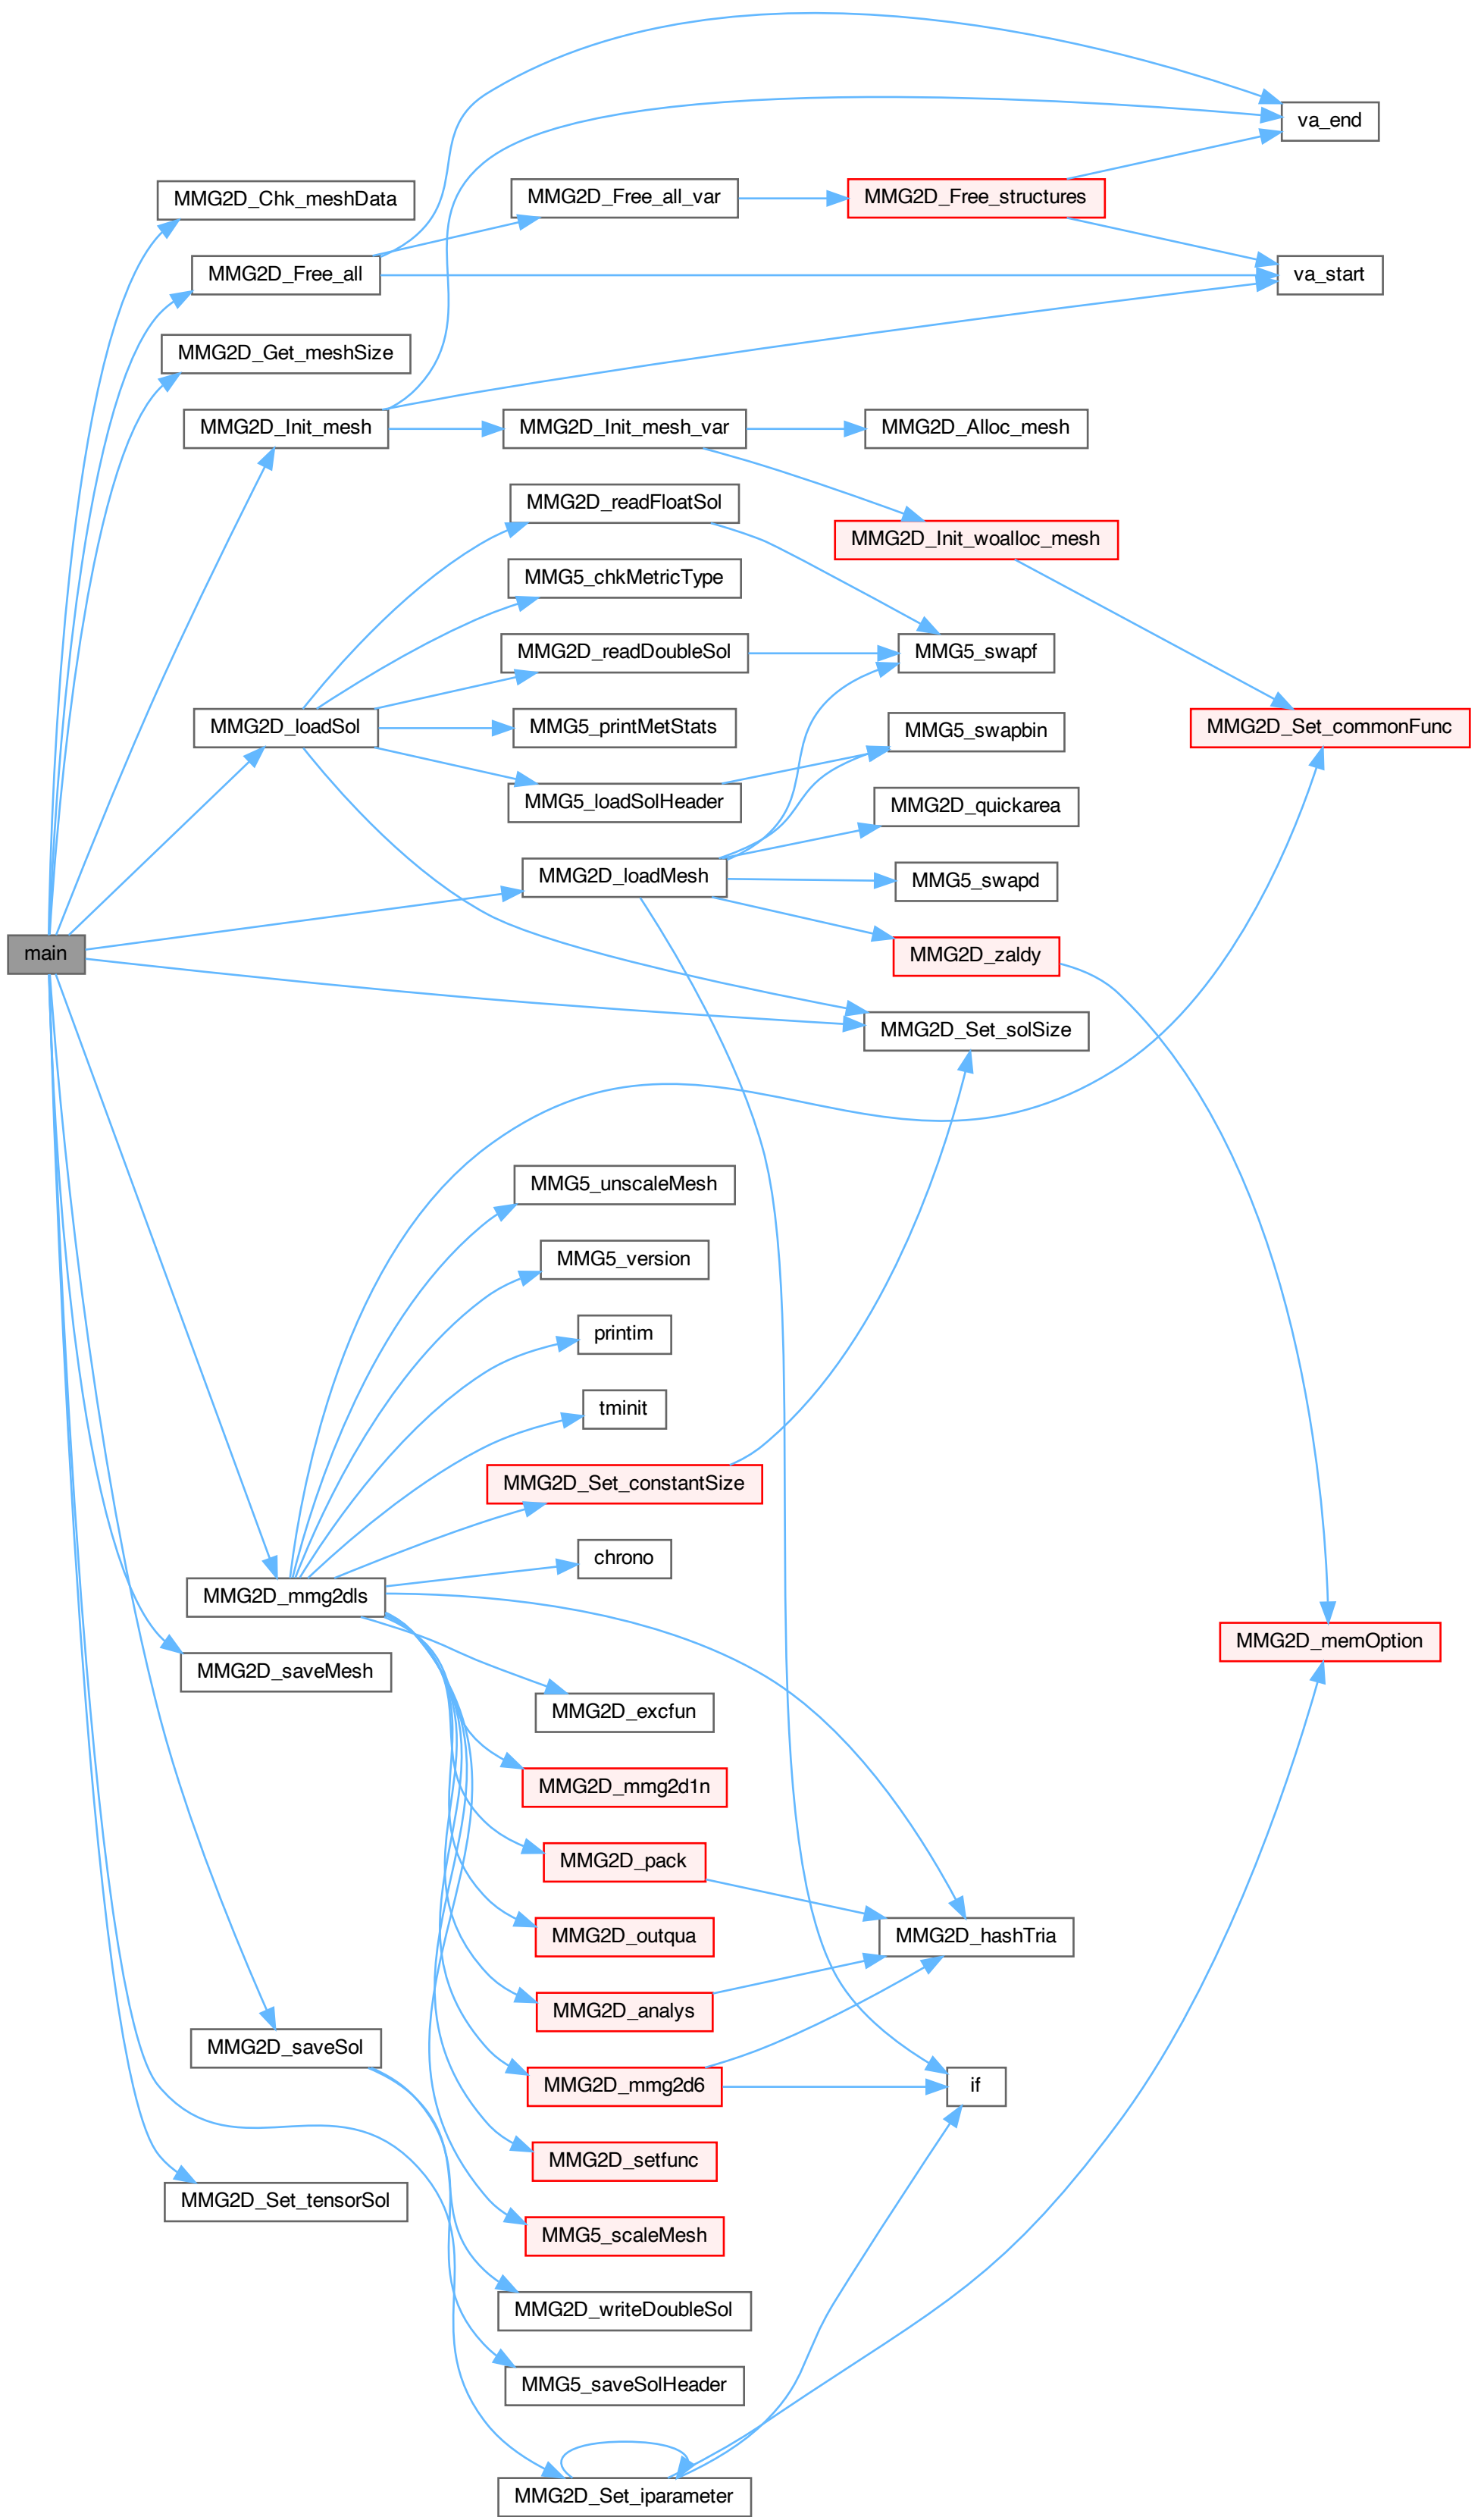 va_end
MMG2D_Chk_meshData
MMG2D_Free_all_var
MMG2D_Free_structures
MMG2D_Free_all
va_start
MMG2D_Get_meshSize
MMG2D_Init_mesh
MMG2D_Init_mesh_var
MMG2D_Alloc_mesh
MMG2D_readFloatSol
MMG2D_Init_woalloc_mesh
MMG5_chkMetricType
MMG2D_readDoubleSol
MMG5_swapf
MMG2D_loadSol
MMG5_printMetStats
MMG5_swapbin
MMG2D_Set_commonFunc
MMG5_loadSolHeader
MMG2D_quickarea
MMG2D_loadMesh
MMG5_swapd
main
MMG2D_zaldy
MMG2D_Set_solSize
MMG5_unscaleMesh
MMG5_version
printim
tminit
MMG2D_Set_constantSize
chrono
MMG2D_mmg2dls
MMG2D_memOption
MMG2D_saveMesh
MMG2D_excfun
MMG2D_mmg2d1n
MMG2D_pack
MMG2D_outqua
MMG2D_hashTria
MMG2D_analys
MMG2D_saveSol
MMG2D_mmg2d6
if
MMG2D_setfunc
MMG2D_Set_tensorSol
MMG5_scaleMesh
MMG2D_writeDoubleSol
MMG5_saveSolHeader
MMG2D_Set_iparameter